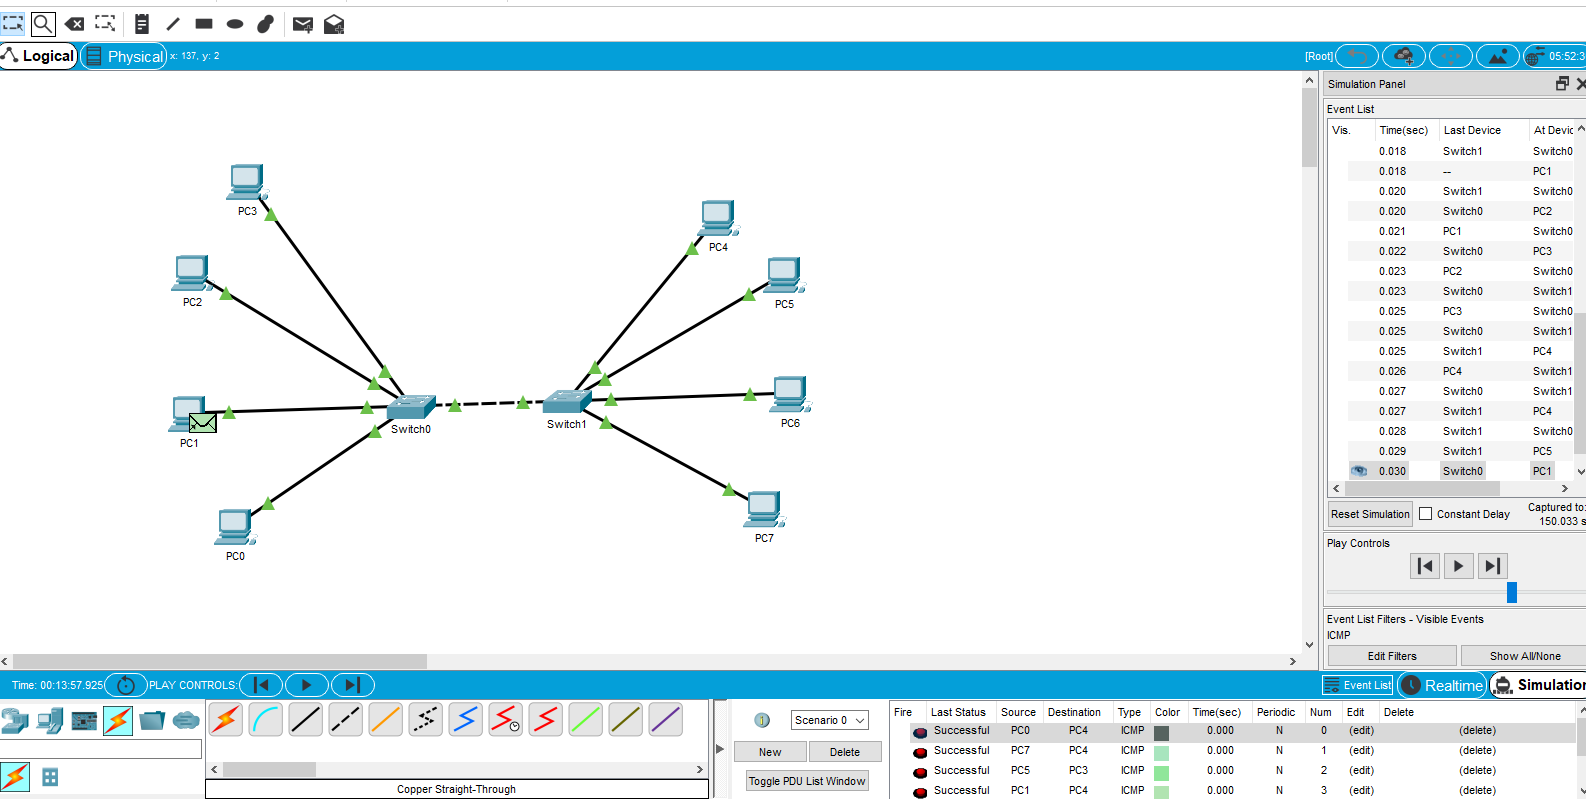 Logical
Physical
x: 137, y: 2
[Root]
05:52:3
Simulation Panel
Event List
Vis. Time(sec) Last Device At Devic
0.018 Switch1 Switch0
0.018 -- PC1
0.020 Switch1 Switch0
0.020 Switch0 PC2
0.021 PC1 Switch0
0.022 Switch0 PC3
0.023 PC2 Switch0
0.023 Switch0 Switch1
0.025 PC3 Switch0
0.025 Switch0 Switch1
0.025 Switch1 PC4
0.026 PC4 Switch1
0.027 Switch0 Switch1
0.027 Switch1 PC4
0.028 Switch1 Switch0
0.029 Switch1 PC5
0.030 Switch0 PC1
Reset Simulation
Constant Delay
Captured to:
150.033 s
Play Controls
Event List Filters - Visible Events
ICMP
Edit Filters
Show All/None
PC3
PC4
PC2
PC5
PC1
Switch0
Switch1
PC6
PC0
PC7
Time: 00:13:57.925
PLAY CONTROLS:
Event List
Realtime
Simulation
Copper Straight-Through
1
Scenario 0
New
Delete
Toggle PDU List Window
Fire Last Status Source Destination Type Color Time(sec) Periodic Num Edit Delete
Successful PC0 PC4 ICMP 0.000 N 0 (edit) (delete)
Successful PC7 PC4 ICMP 0.000 N 1 (edit) (delete)
Successful PC5 PC3 ICMP 0.000 N 2 (edit) (delete)
Successful PC1 PC4 ICMP 0.000 N 3 (edit) (delete)